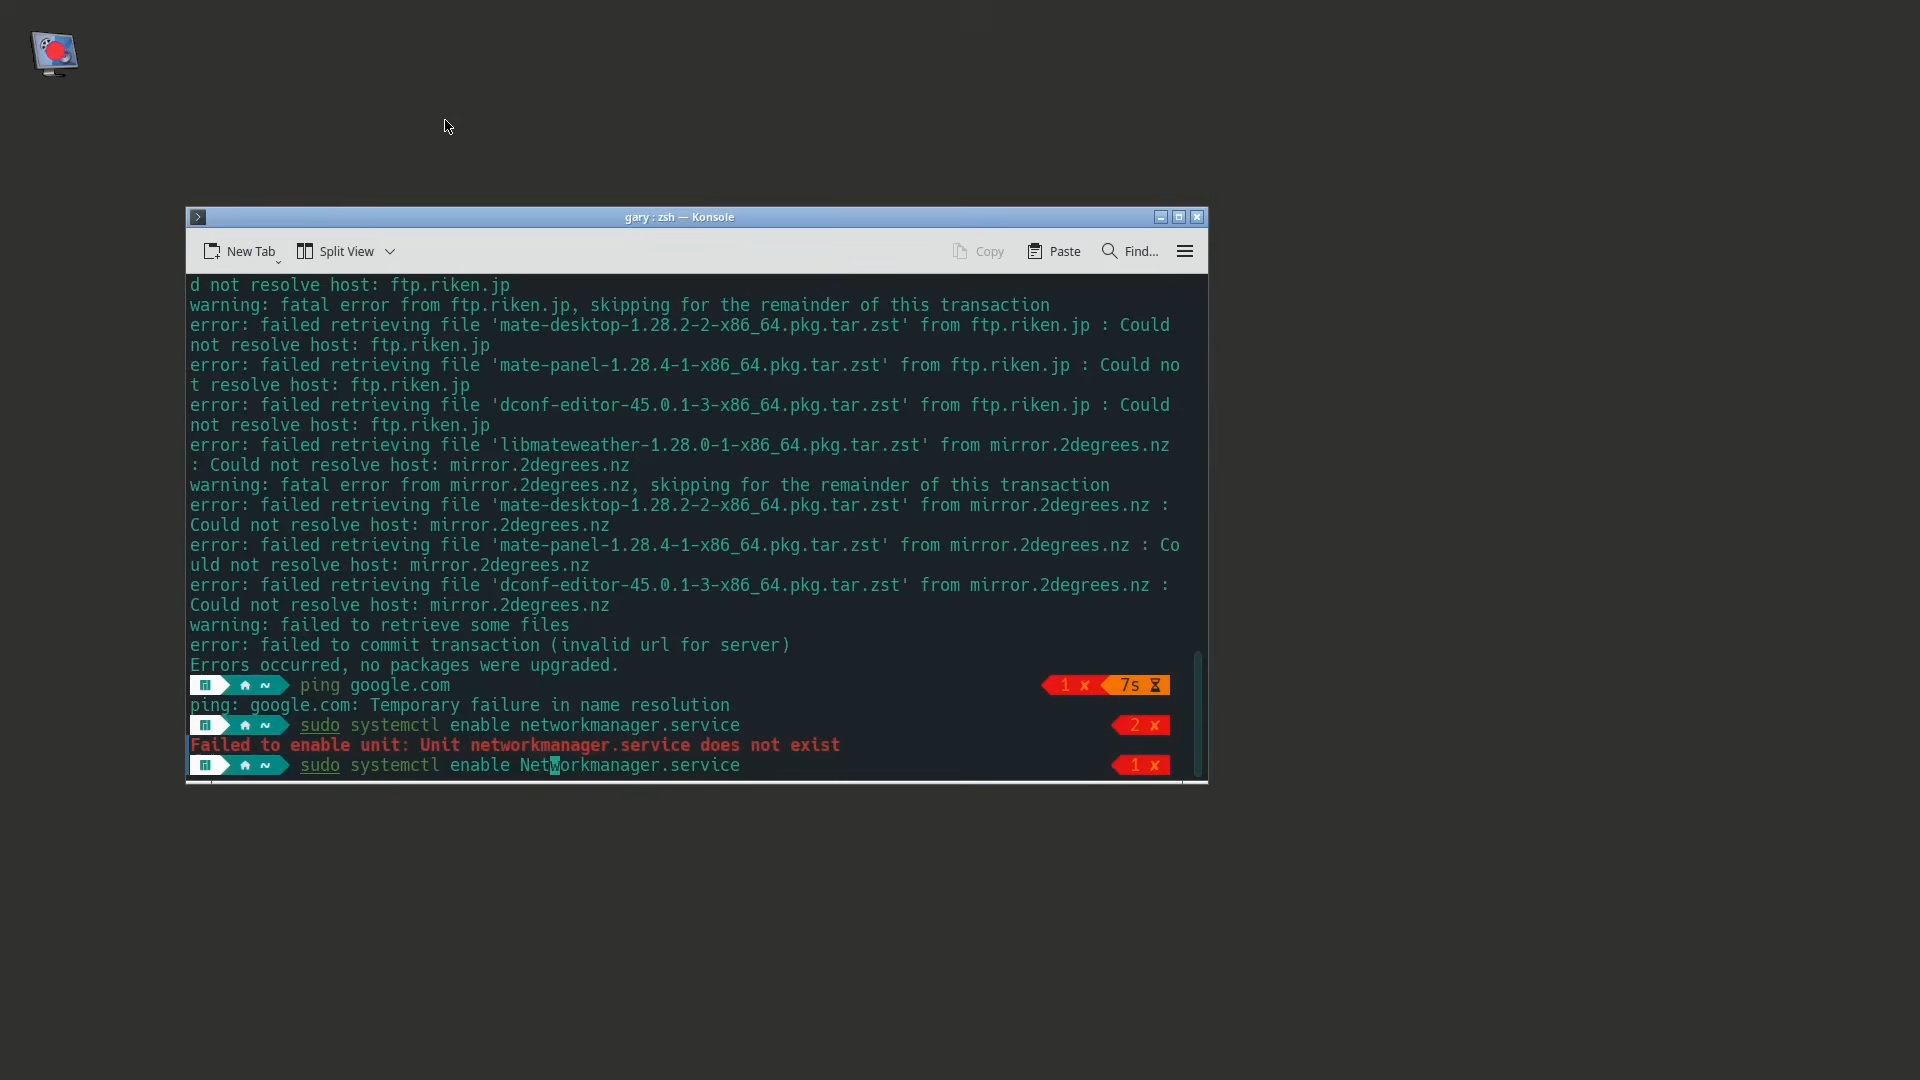 gary : zsh — Konsole
New Tab Split View Copy Paste Find...
d not resolve host: ftp.riken.jp
warning: fatal error from ftp.riken.jp, skipping for the remainder of this transaction
error: failed retrieving file 'mate-desktop-1.28.2-2-x86_64.pkg.tar.zst' from ftp.riken.jp : Could
not resolve host: ftp.riken.jp
error: failed retrieving file 'mate-panel-1.28.4-1-x86_64.pkg.tar.zst' from ftp.riken.jp : Could no
t resolve host: ftp.riken.jp
error: failed retrieving file 'dconf-editor-45.0.1-3-x86_64.pkg.tar.zst' from ftp.riken.jp : Could
not resolve host: ftp.riken.jp
error: failed retrieving file 'libmateweather-1.28.0-1-x86_64.pkg.tar.zst' from mirror.2degrees.nz
: Could not resolve host: mirror.2degrees.nz
warning: fatal error from mirror.2degrees.nz, skipping for the remainder of this transaction
error: failed retrieving file 'mate-desktop-1.28.2-2-x86_64.pkg.tar.zst' from mirror.2degrees.nz :
Could not resolve host: mirror.2degrees.nz
error: failed retrieving file 'mate-panel-1.28.4-1-x86_64.pkg.tar.zst' from mirror.2degrees.nz : Co
uld not resolve host: mirror.2degrees.nz
error: failed retrieving file 'dconf-editor-45.0.1-3-x86_64.pkg.tar.zst' from mirror.2degrees.nz :
Could not resolve host: mirror.2degrees.nz
warning: failed to retrieve some files
error: failed to commit transaction (invalid url for server)
Errors occurred, no packages were upgraded.
~ ping google.com 1 ✘ 7s
ping: google.com: Temporary failure in name resolution
~ sudo systemctl enable networkmanager.service 2 ✘
Failed to enable unit: Unit networkmanager.service does not exist
~ sudo systemctl enable Networkmanager.service 1 ✘